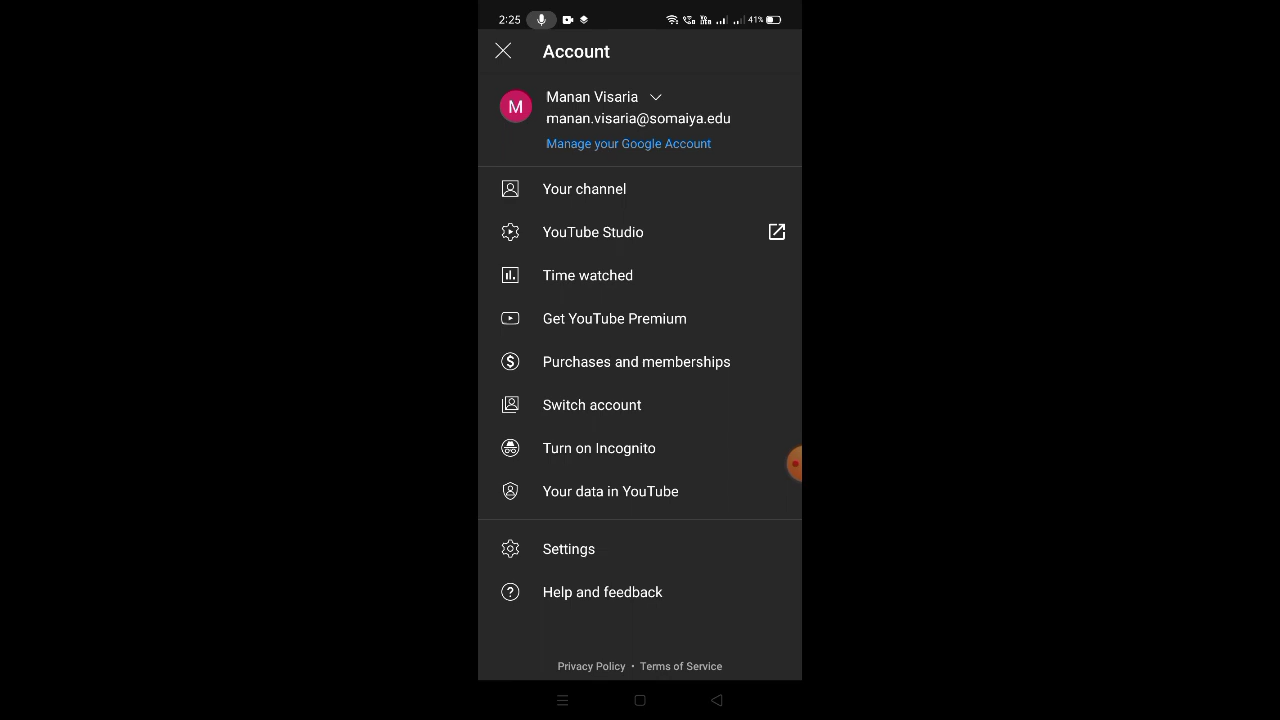 2:25 41%
Account
M
Manan Visaria
manan.visaria@somaiya.edu
Manage your Google Account
Your channel
YouTube Studio
Time watched
Get YouTube Premium
$ Purchases and memberships
Switch account
Turn on Incognito
Your data in YouTube
Settings
? Help and feedback
Privacy Policy • Terms of Service